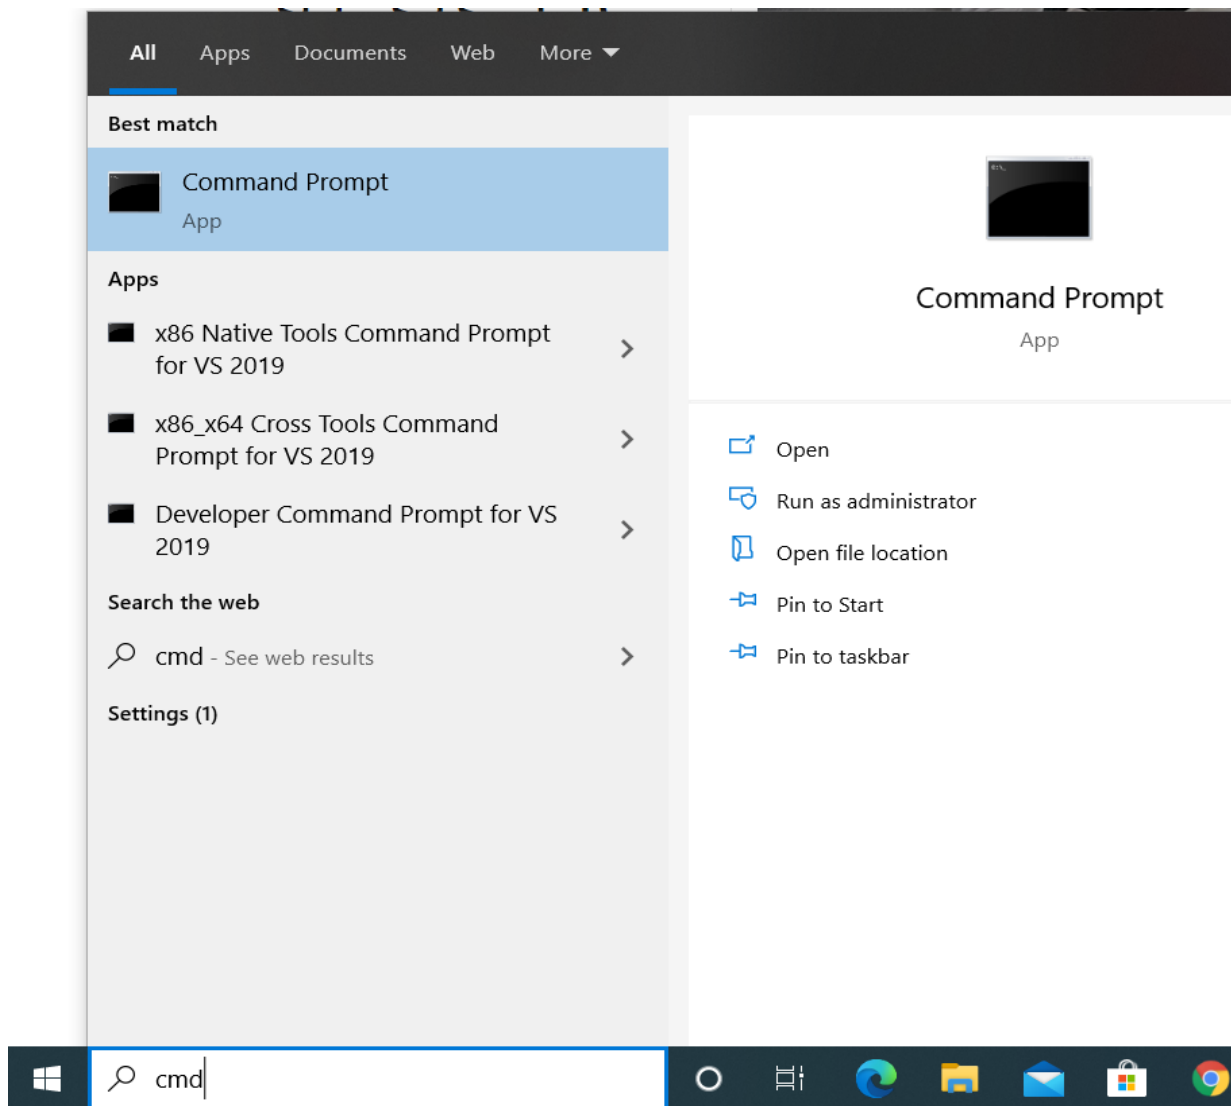 All Apps Documents Web More
Best match
Command Prompt
App
Apps
x86 Native Tools Command Prompt
for VS 2019
x86_x64 Cross Tools Command
Prompt for VS 2019
Developer Command Prompt for VS
2019
Search the web
cmd - See web results
Settings (1)
Command Prompt
App
Open
Run as administrator
Open file location
Pin to Start
Pin to taskbar
cmd